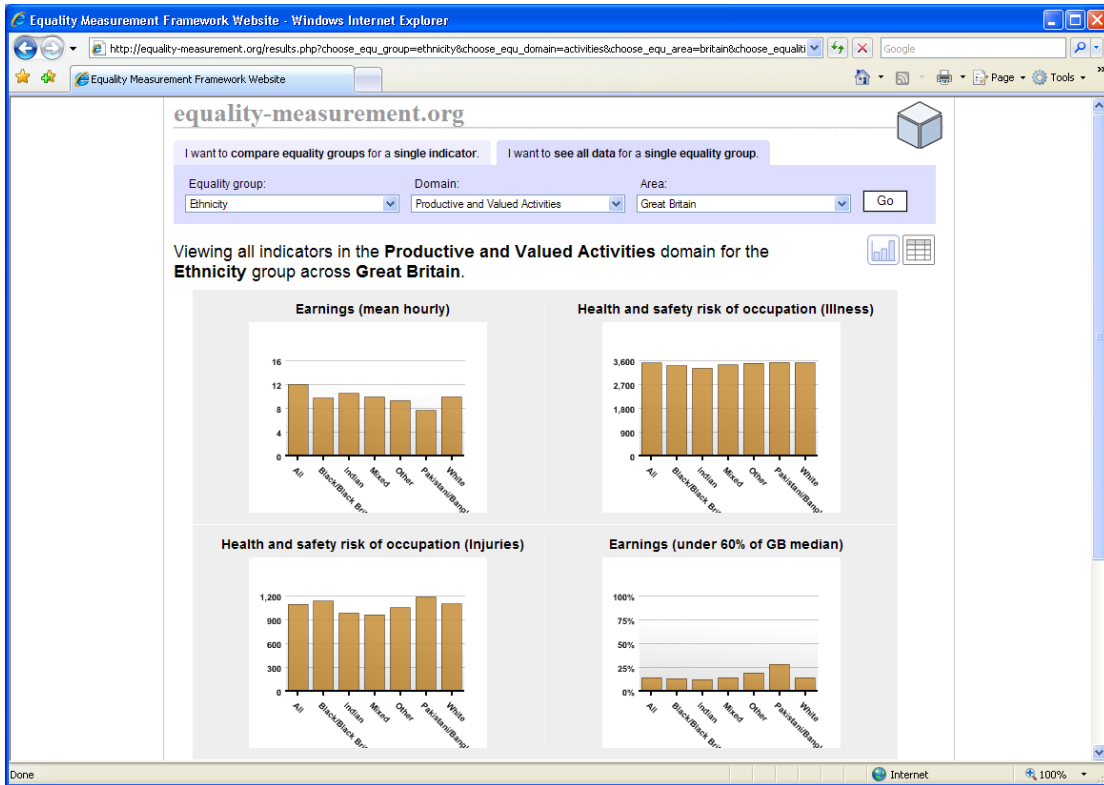 Equality Measurement Framework Website - Windows Internet Explorer
http://equality-measurement.org/results.php?choose_equ_group=ethnicity&choose_equ_domain=activities&choose_equ_area=britain&choose_equaliti
Google
Equality Measurement Framework Website
Page
Tools
equality-measurement.org
I want to compare equality groups for a single indicator.
I want to see all data for a single equality group.
Equality group:
Domain:
Area:
Ethnicity
Productive and Valued Activities
Great Britain
Go
Viewing all indicators in the Productive and Valued Activities domain for the
Ethnicity group across Great Britain.
Earnings (mean hourly)
16
12
8
4
0
All
Black/Black Bri
Indian
Mixed
Other
Pakistani/Bangl
White
Health and safety risk of occupation (Illness)
3,600
2,700
1,800
900
0
All
Black/Black Bri
Indian
Mixed
Other
Pakistani/Bangl
White
Health and safety risk of occupation (Injuries)
1,200
900
600
300
0
All
Black/Black Bri
Indian
Mixed
Other
Pakistani/Bangl
White
Earnings (under 60% of GB median)
100%
75%
50%
25%
0%
All
Black/Black Bri
Indian
Mixed
Other
Pakistani/Bangl
White
Done
Internet
100%